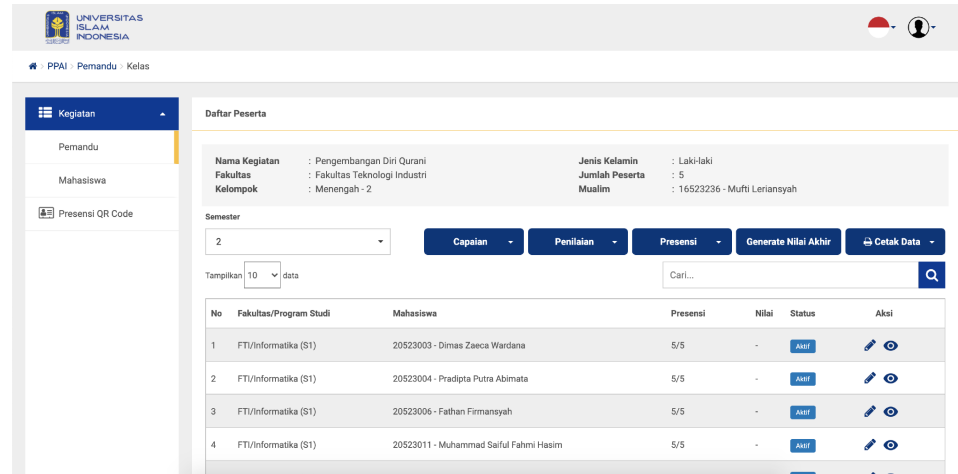 UNIVERSITAS
ISLAM
INDONESIA
PPAI > Pemandu > Kelas
Kegiatan
Pemandu
Mahasiswa
Presensi QR Code
Daftar Peserta
Nama Kegiatan : Pengembangan Diri Qurani
Fakultas : Fakultas Teknologi Industri
Kelompok : Menengah - 2
Jenis Kelamin : Laki-laki
Jumlah Peserta : 5
Mualim : 16523236 - Mufti Leriansyah
Semester
2
Capaian
Penilaian
Presensi
Generate Nilai Akhir
Cetak Data
Tampilkan 10 data
Cari...
No Fakultas/Program Studi Mahasiswa Presensi Nilai Status Aksi
1 FTI/Informatika (S1) 20523003 - Dimas Zaeca Wardana 5/5 - Aktif
2 FTI/Informatika (S1) 20523004 - Pradipta Putra Abimata 5/5 - Aktif
3 FTI/Informatika (S1) 20523006 - Fathan Firmansyah 5/5 - Aktif
4 FTI/Informatika (S1) 20523011 - Muhammad Saiful Fahmi Hasim 5/5 - Aktif